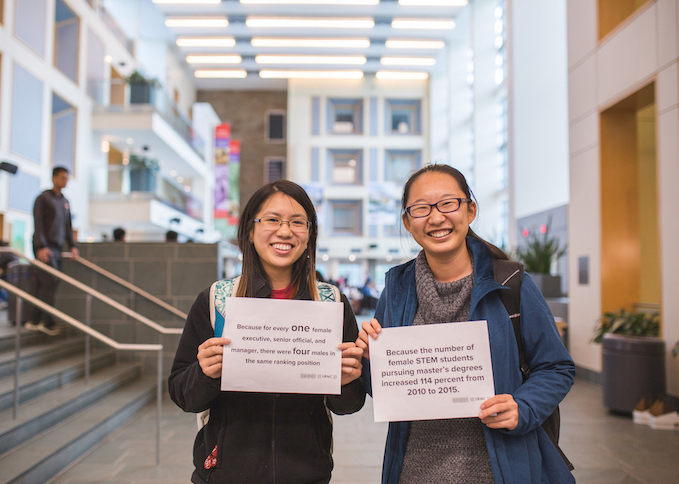 Because for every one female
executive, senior official, and
manager, there were four males in
the same ranking position
Because the number of
female STEM students
pursuing master's degrees
increased 114 percent from
2010 to 2015.